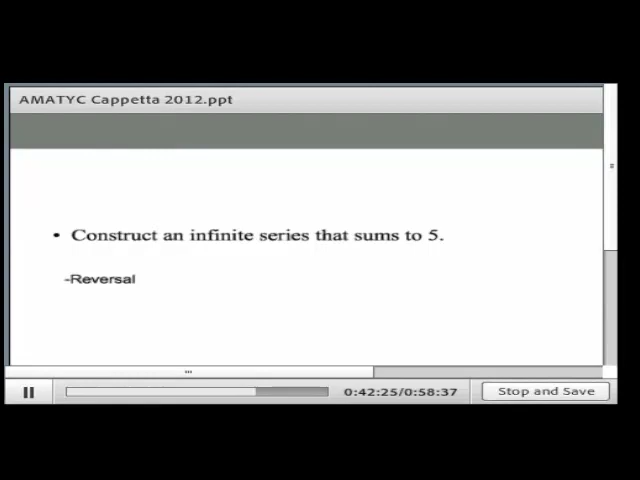 AMATYC Cappetta 2012.ppt
• Construct an infinite series that sums to 5.
-Reversal
0:42:25/0:58:37
Stop and Save